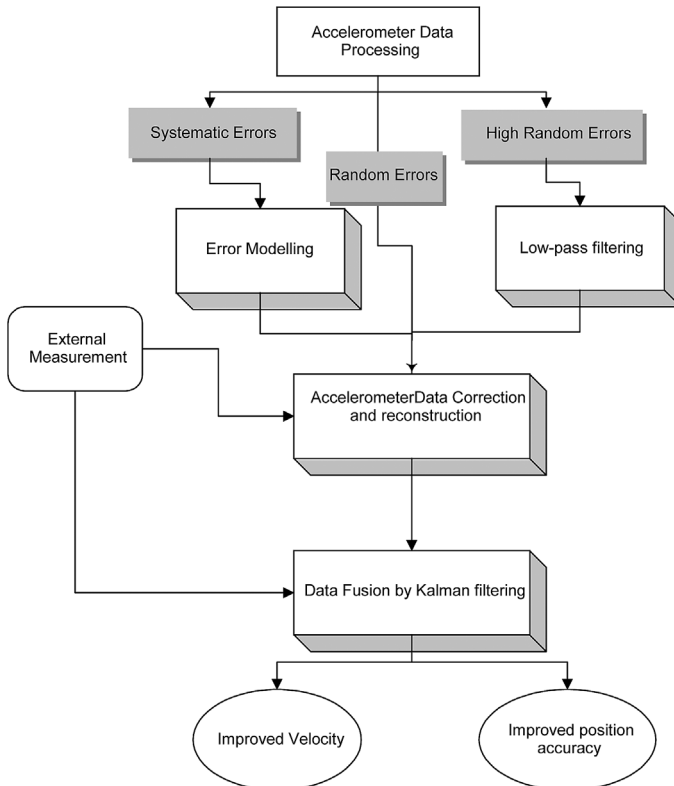 Accelerometer Data
Processing
Systematic Errors
High Random Errors
Random Errors
Error Modelling
Low-pass filtering
External
Measurement
AccelerometerData Correction
and reconstruction
Data Fusion by Kalman filtering
Improved Velocity
Improved position
accuracy